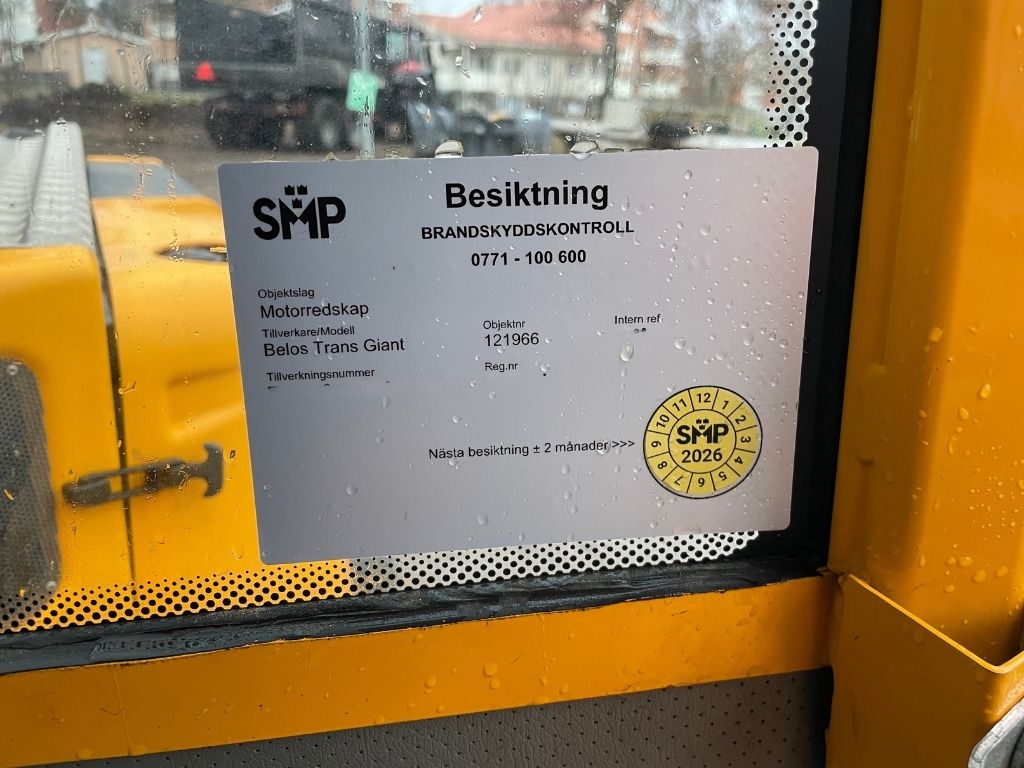 SMP
Besiktning
BRANDSKYDDSKONTROLL
0771 - 100 600
Objektslag
Motorredskap
Tillverkare/Modell
Belos Trans Giant
Objektnr
121966
Intern ref
Tillverkningsnummer
Reg.nr
Nästa besiktning ± 2 månader >>>
12 1 2 3 4 5 6 7 8 9 10 11
SMP
2026